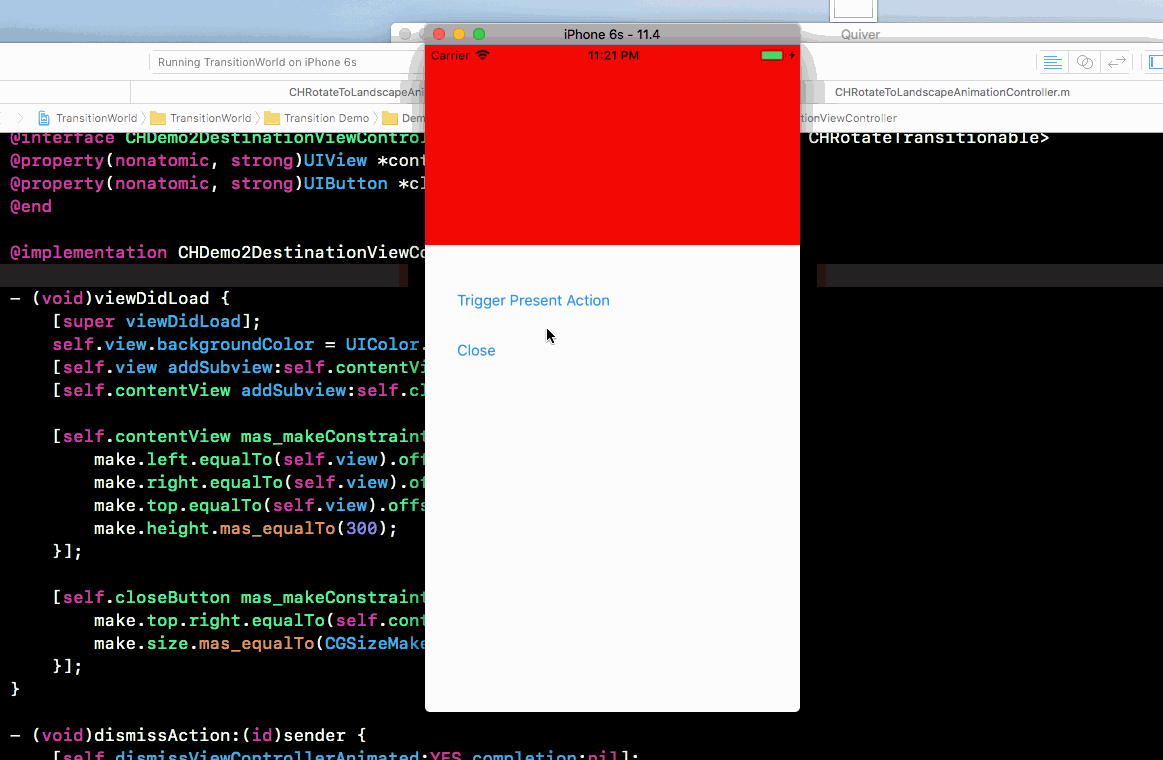 Quiver
iPhone 6s - 11.4
Running TransitionWorld on iPhone 6s
Carrier 11:21 PM
CHRotateToLandscapeAni
CHRotateToLandscapeAnimationController.m
TransitionWorld TransitionWorld Transition Demo Dem
tionViewController
@interface CHDemo2DestinationViewControl CHRotateTransitionable>
@property(nonatomic, strong)UIView *cont
@property(nonatomic, strong)UIButton *cl
@end
@implementation CHDemo2DestinationViewCo
- (void)viewDidLoad {
[super viewDidLoad];
self.view.backgroundColor = UIColor.
[self.view addSubview:self.contentVi
[self.contentView addSubview:self.cl
[self.contentView mas_makeConstraint
make.left.equalTo(self.view).off
make.right.equalTo(self.view).of
make.top.equalTo(self.view).offs
make.height.mas_equalTo(300);
}];
[self.closeButton mas_makeConstraint
make.top.right.equalTo(self.cont
make.size.mas_equalTo(CGSizeMake
}];
}
- (void)dismissAction:(id)sender {
[self dismissViewControllerAnimated:YES completion:nil];
Trigger Present Action
Close